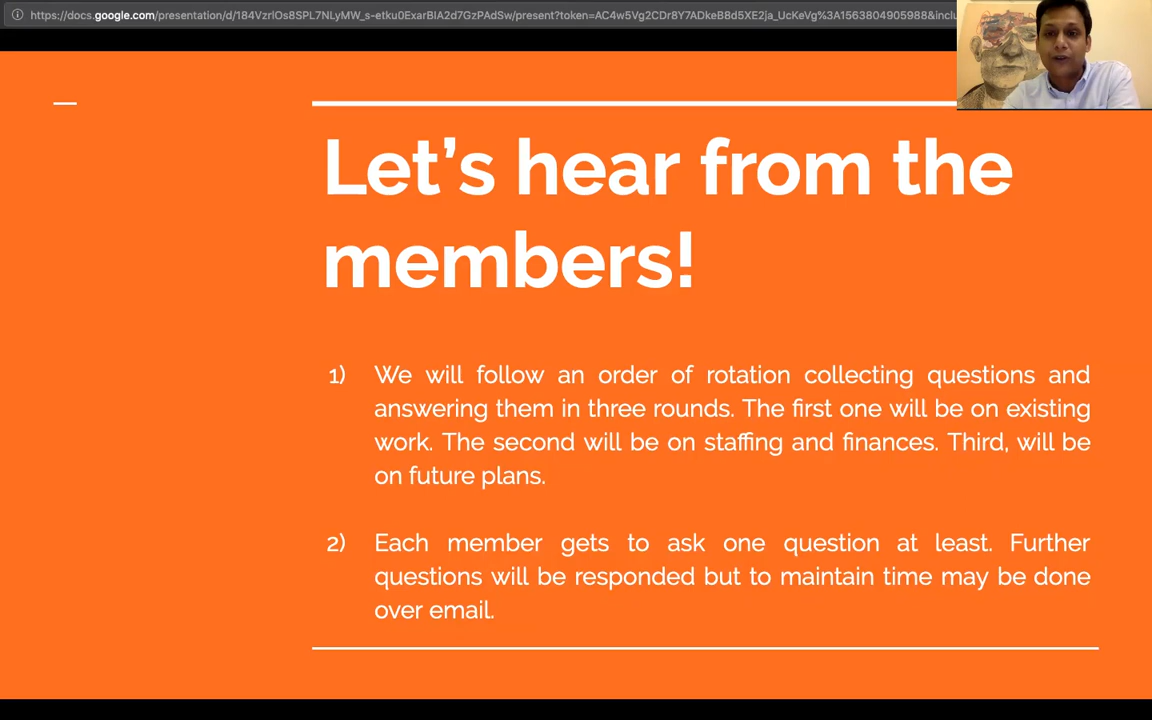 https://docs.google.com/presentation/d/184VzrlOs8SPL7NLyMW_s-etku0ExarBIA2d7GzPAdSw/present?token=AC4w5Vg2CDr8Y7ADkeB8d5XE2ja_UcKeVg%3A1563804905988&inclu
Let’s hear from the
members!
1) We will follow an order of rotation collecting questions and
answering them in three rounds. The first one will be on existing
work. The second will be on staffing and finances. Third, will be
on future plans.
2) Each member gets to ask one question at least. Further
questions will be responded but to maintain time may be done
over email.